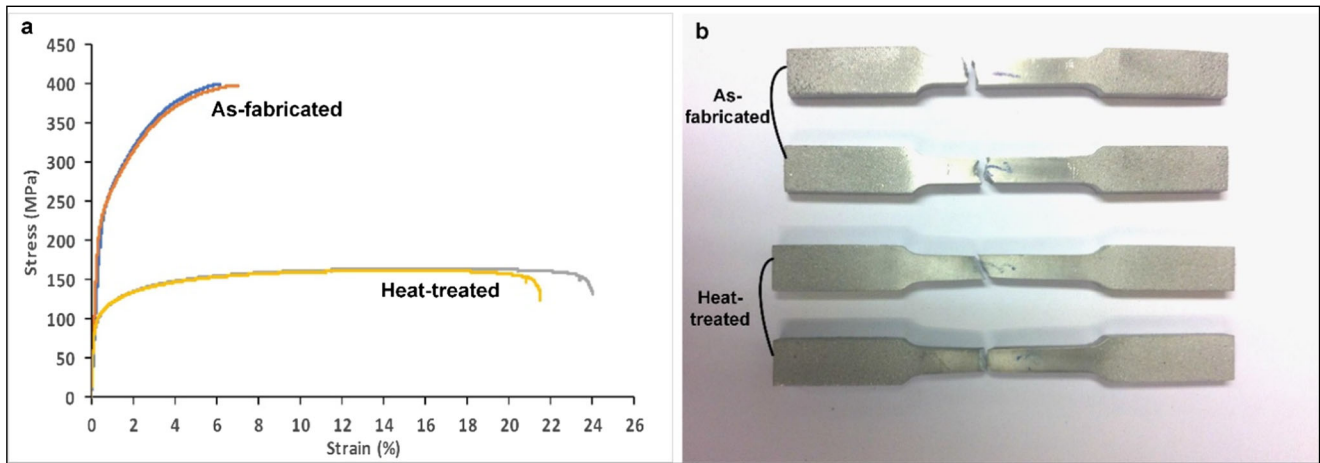 a
450
400
350
300
250
200
150
100
50
0
Stress (MPa)
As-fabricated
Heat-treated
0 2 4 6 8 10 12 14 16 18 20 22 24 26
Strain (%)
b
As-
fabricated
Heat-
treated